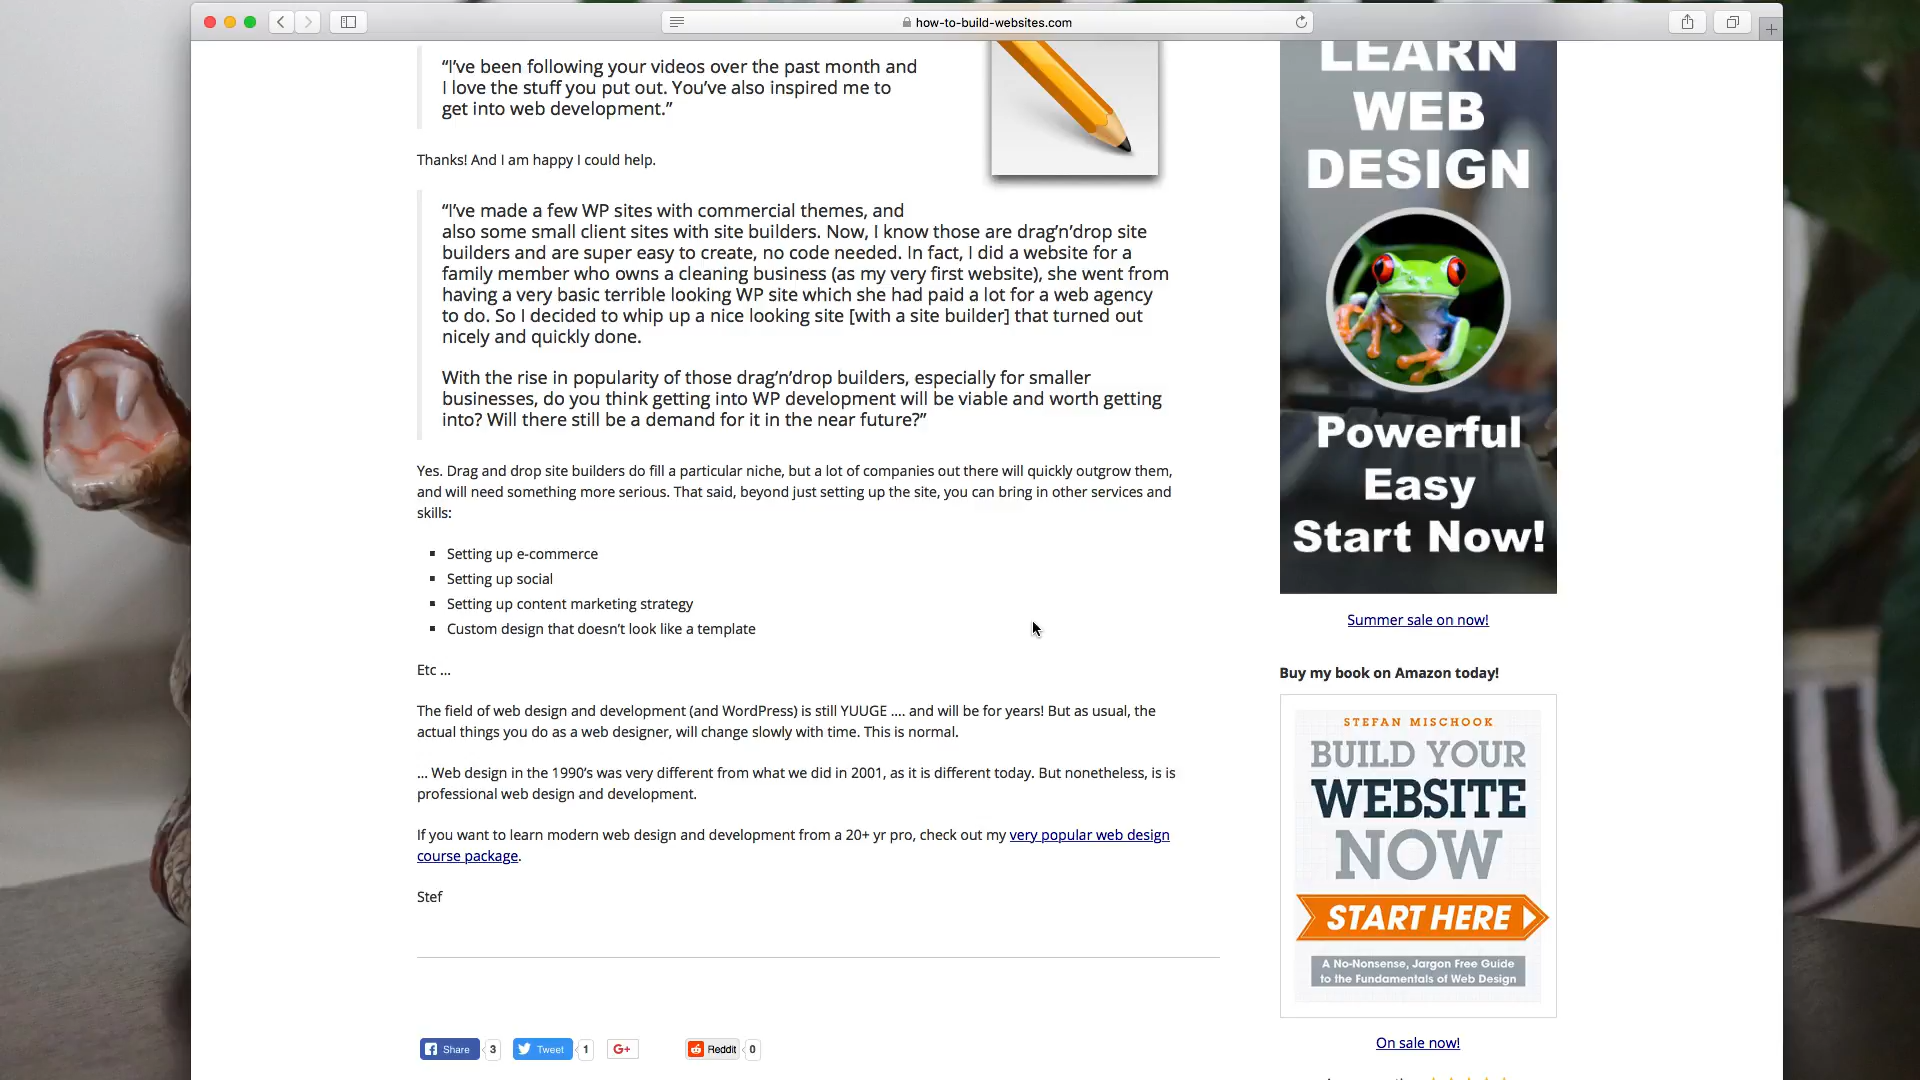 how-to-build-websites.com
“I’ve been following your videos over the past month and
I love the stuff you put out. You’ve also inspired me to
get into web development.”
Thanks! And I am happy I could help.
“I’ve made a few WP sites with commercial themes, and
also some small client sites with site builders. Now, I know those are drag’n’drop site
builders and are super easy to create, no code needed. In fact, I did a website for a
family member who owns a cleaning business (as my very first website), she went from
having a very basic terrible looking WP site which she had paid a lot for a web agency
to do. So I decided to whip up a nice looking site [with a site builder] that turned out
nicely and quickly done.
With the rise in popularity of those drag’n’drop builders, especially for smaller
businesses, do you think getting into WP development will be viable and worth getting
into? Will there still be a demand for it in the near future?”
Yes. Drag and drop site builders do fill a particular niche, but a lot of companies out there will quickly outgrow them,
and will need something more serious. That said, beyond just setting up the site, you can bring in other services and
skills:
Setting up e-commerce
Setting up social
Setting up content marketing strategy
Custom design that doesn’t look like a template
Etc ...
The field of web design and development (and WordPress) is still YUUGE .... and will be for years! But as usual, the
actual things you do as a web designer, will change slowly with time. This is normal.
... Web design in the 1990’s was very different from what we did in 2001, as it is different today. But nonetheless, is is
professional web design and development.
If you want to learn modern web design and development from a 20+ yr pro, check out my very popular web design
course package.
Stef
Share 3
Tweet 1
G+
Reddit 0
LEARN
WEB
DESIGN
Powerful
Easy
Start Now!
Summer sale on now!
Buy my book on Amazon today!
STEFAN MISCHOOK
BUILD YOUR
WEBSITE
NOW
START HERE
A No-Nonsense, Jargon Free Guide
to the Fundamentals of Web Design
On sale now!